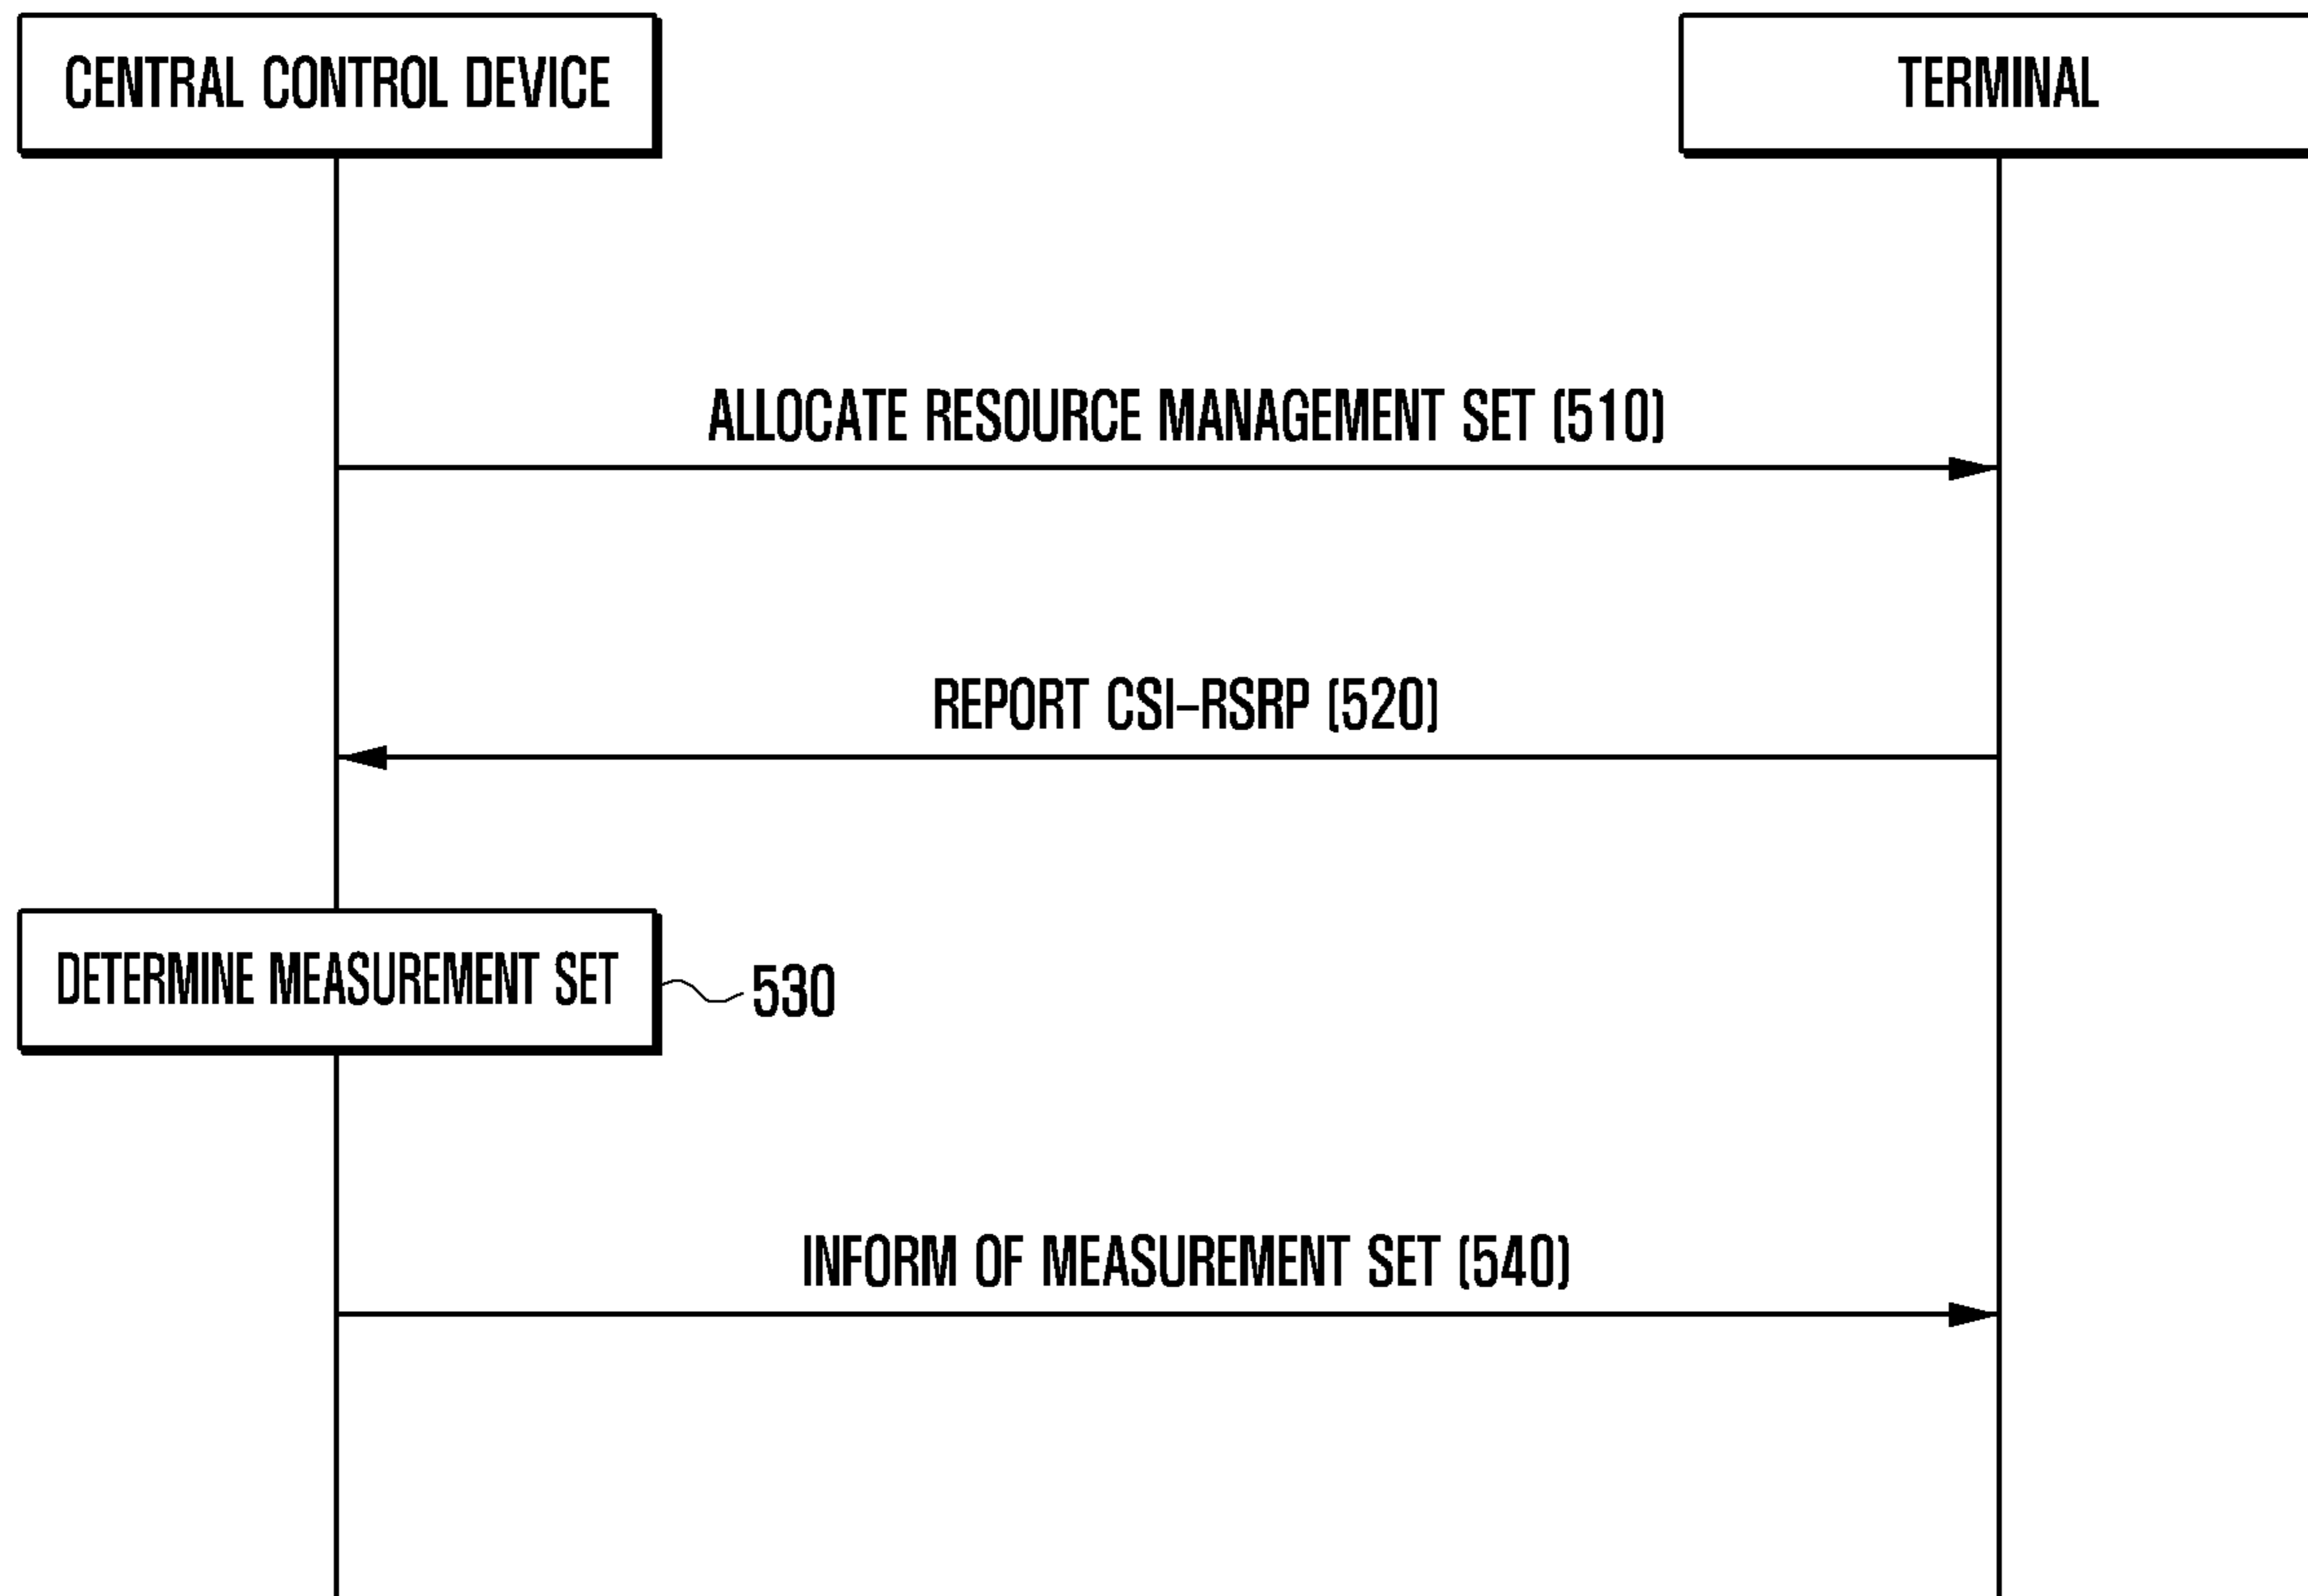 CENTRAL CONTROL DEVICE
TERMINAL
ALLOCATE RESOURCE MANAGEMENT SET (510)
REPORT CSI-RSRP (520)
DETERMINE MEASUREMENT SET
530
INFORM OF MEASUREMENT SET (540)